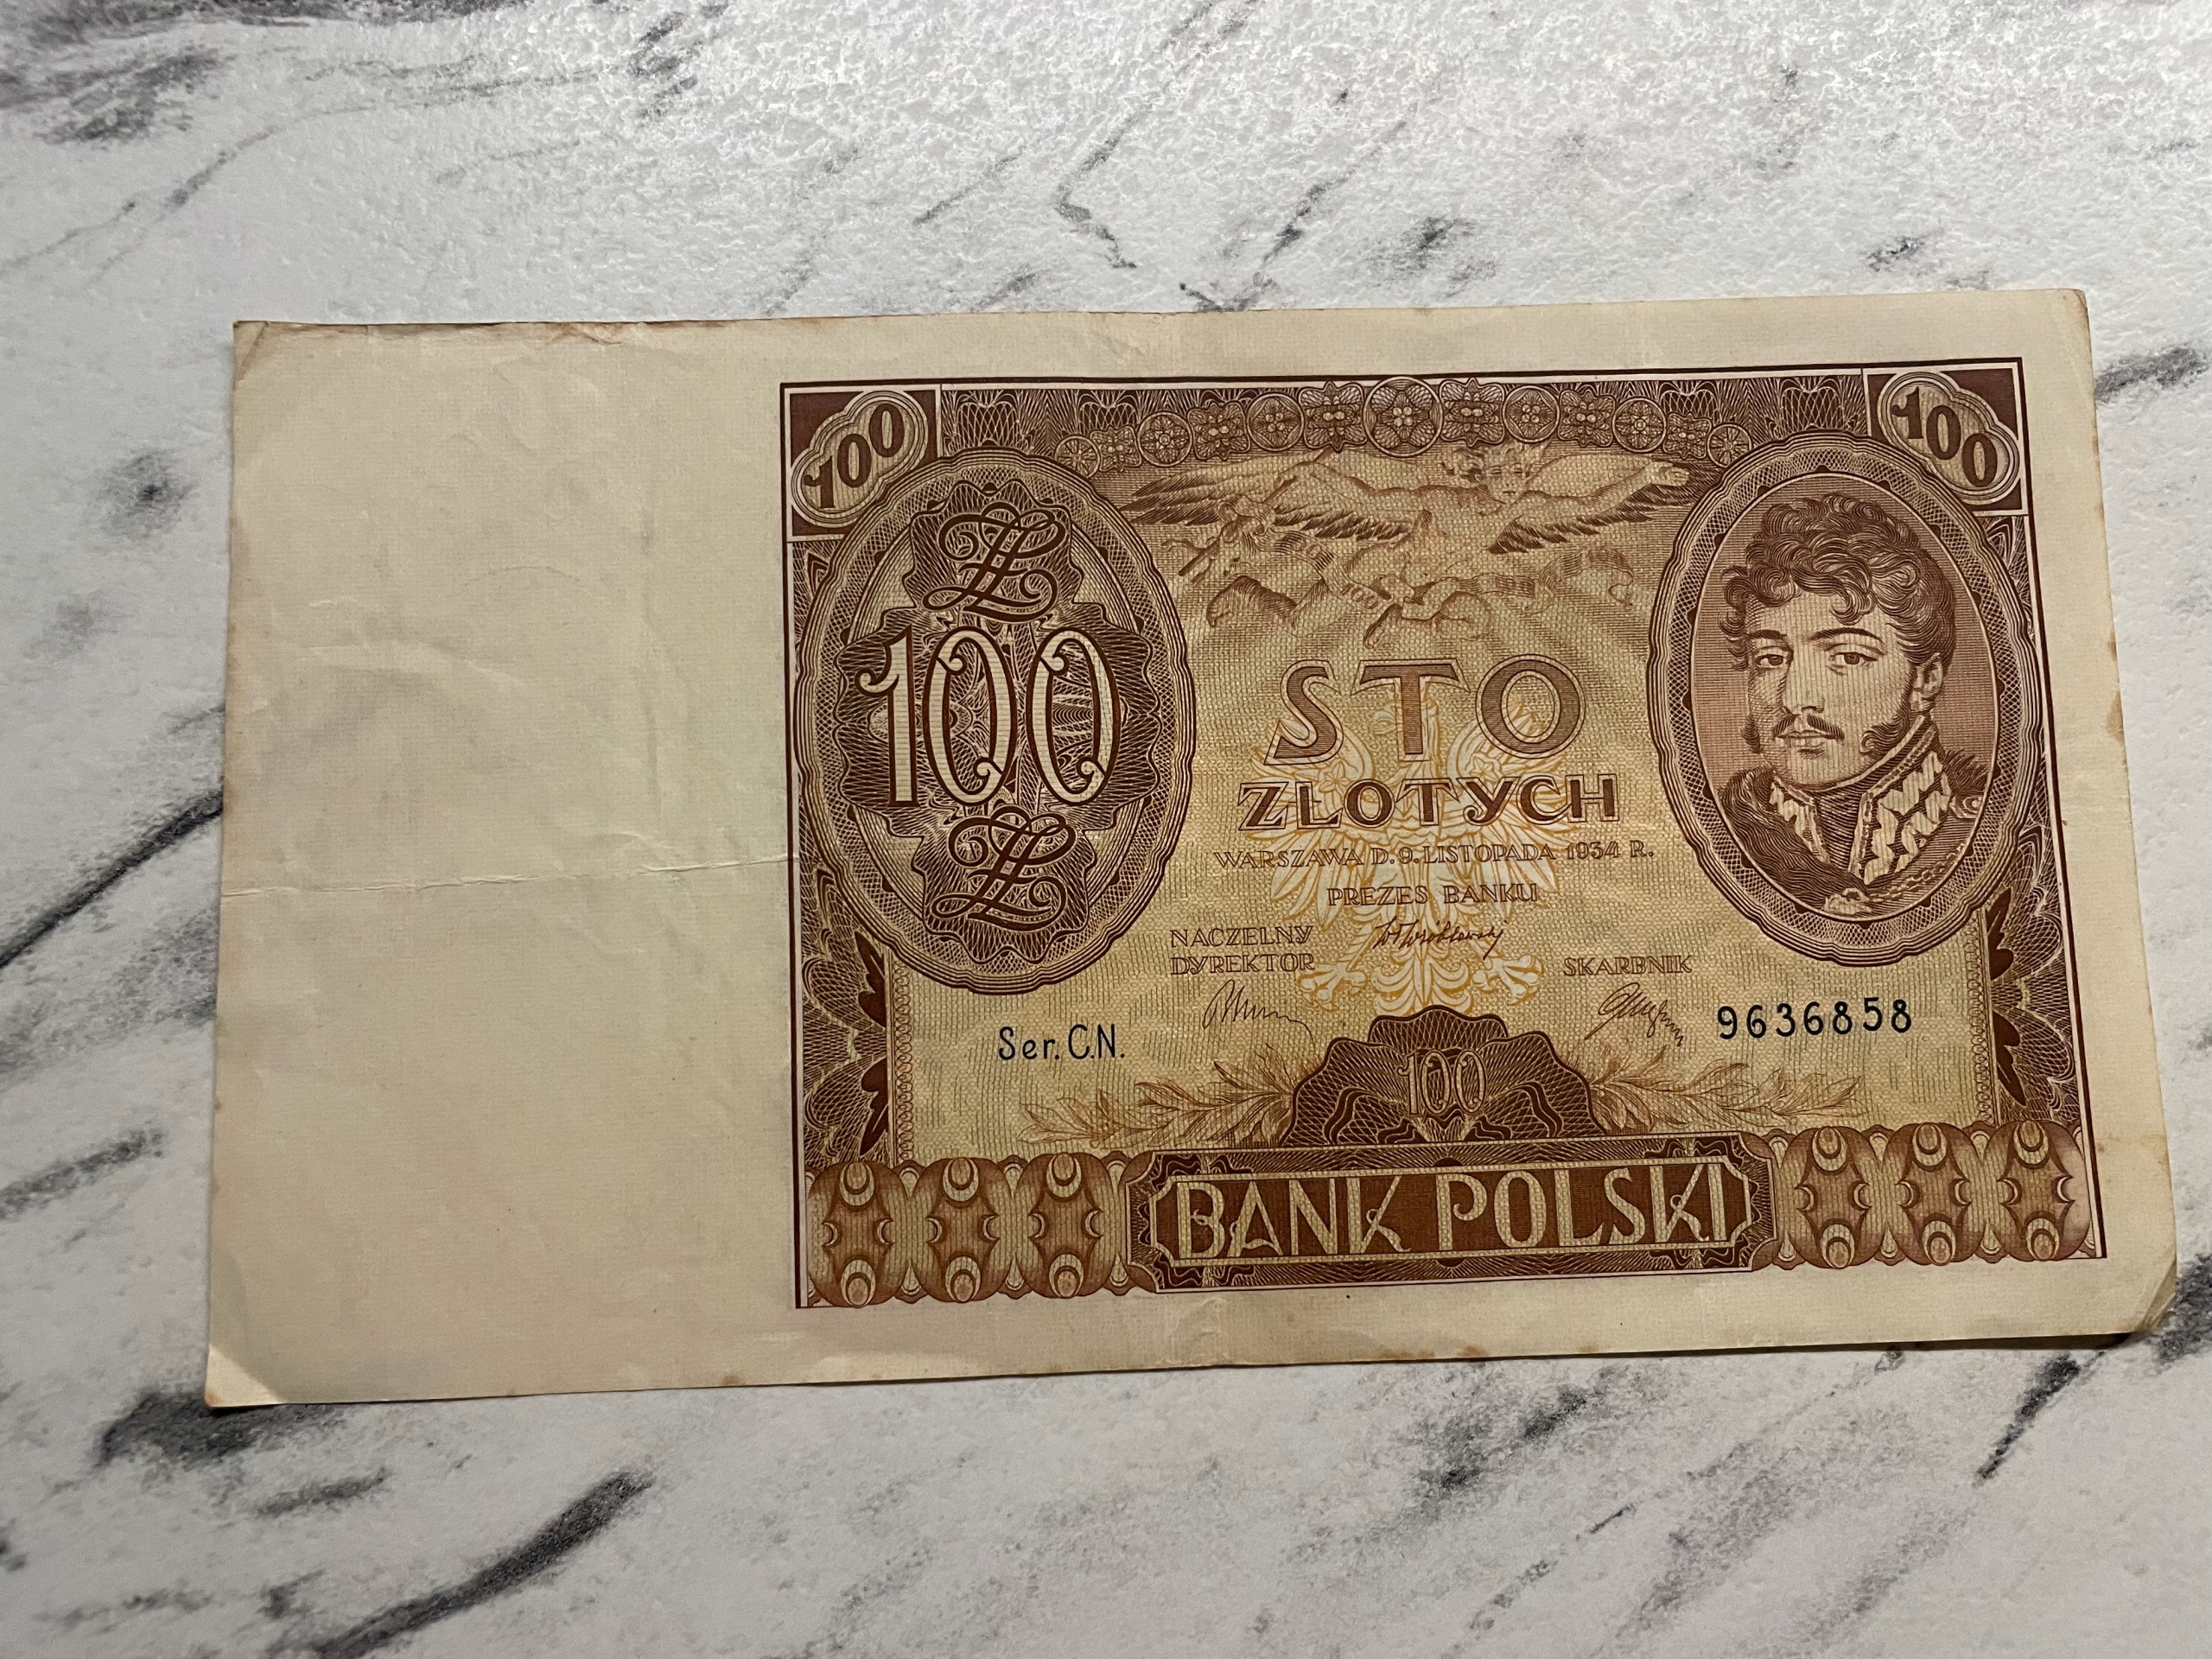 100
100
100
STO
ZŁOTYCH
WARSZAWA D. 9. LISTOPADA 1934 R.
PREZES BANKU
NACZELNY
DYREKTOR
SKARBNIK
Ser. C.N.
9636858
100
BANK POLSKI